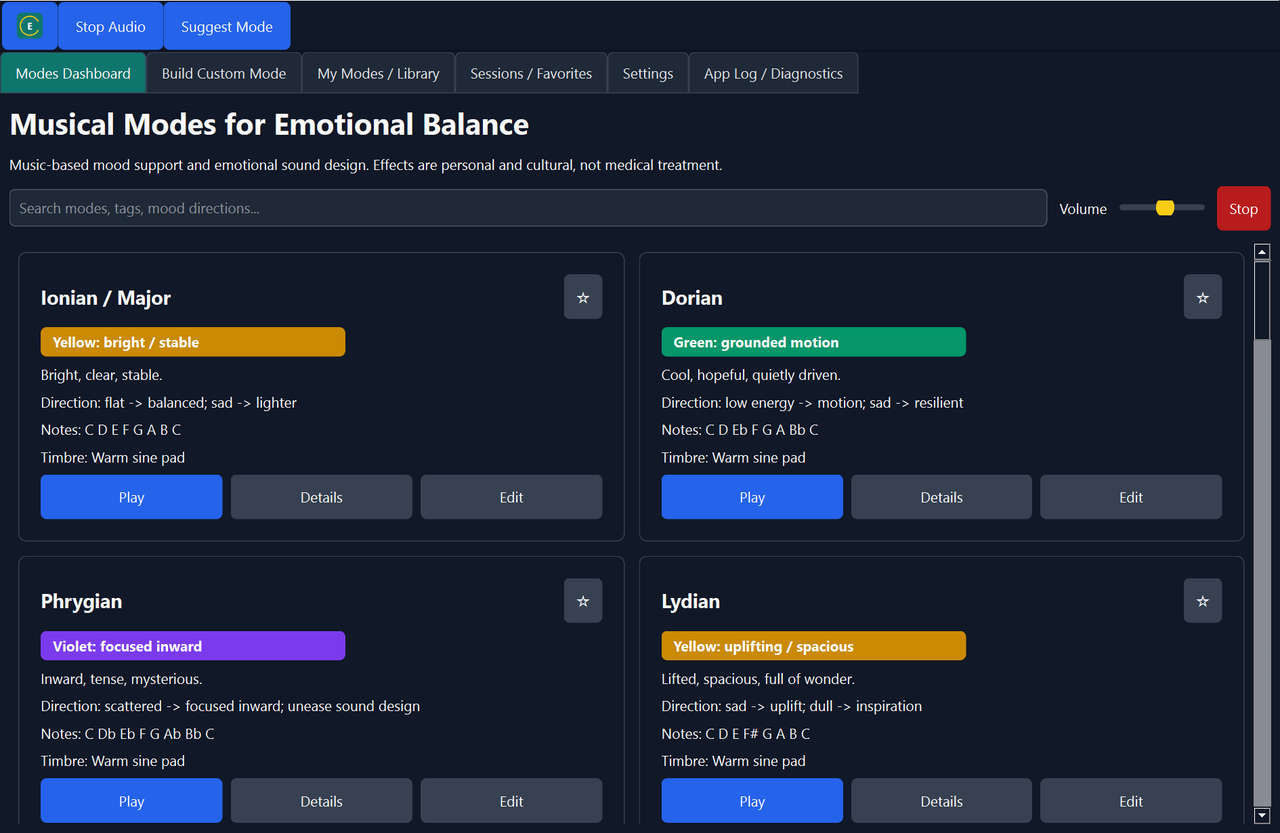 E Stop Audio Suggest Mode
Modes Dashboard Build Custom Mode My Modes / Library Sessions / Favorites Settings App Log / Diagnostics
Musical Modes for Emotional Balance
Music-based mood support and emotional sound design. Effects are personal and cultural, not medical treatment.
Search modes, tags, mood directions... Volume Stop
Ionian / Major ☆
Yellow: bright / stable
Bright, clear, stable.
Direction: flat -> balanced; sad -> lighter
Notes: C D E F G A B C
Timbre: Warm sine pad
Play Details Edit
Dorian ☆
Green: grounded motion
Cool, hopeful, quietly driven.
Direction: low energy -> motion; sad -> resilient
Notes: C D Eb F G A Bb C
Timbre: Warm sine pad
Play Details Edit
Phrygian ☆
Violet: focused inward
Inward, tense, mysterious.
Direction: scattered -> focused inward; unease sound design
Notes: C Db Eb F G Ab Bb C
Timbre: Warm sine pad
Play Details Edit
Lydian ☆
Yellow: uplifting / spacious
Lifted, spacious, full of wonder.
Direction: sad -> uplift; dull -> inspiration
Notes: C D E F# G A B C
Timbre: Warm sine pad
Play Details Edit